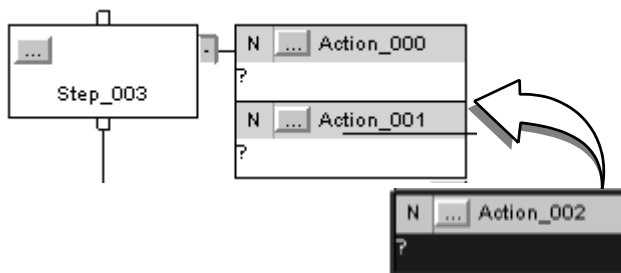 N ... Action_000
...
?
Step_003
N ... Action_001
?
N ... Action_002
?